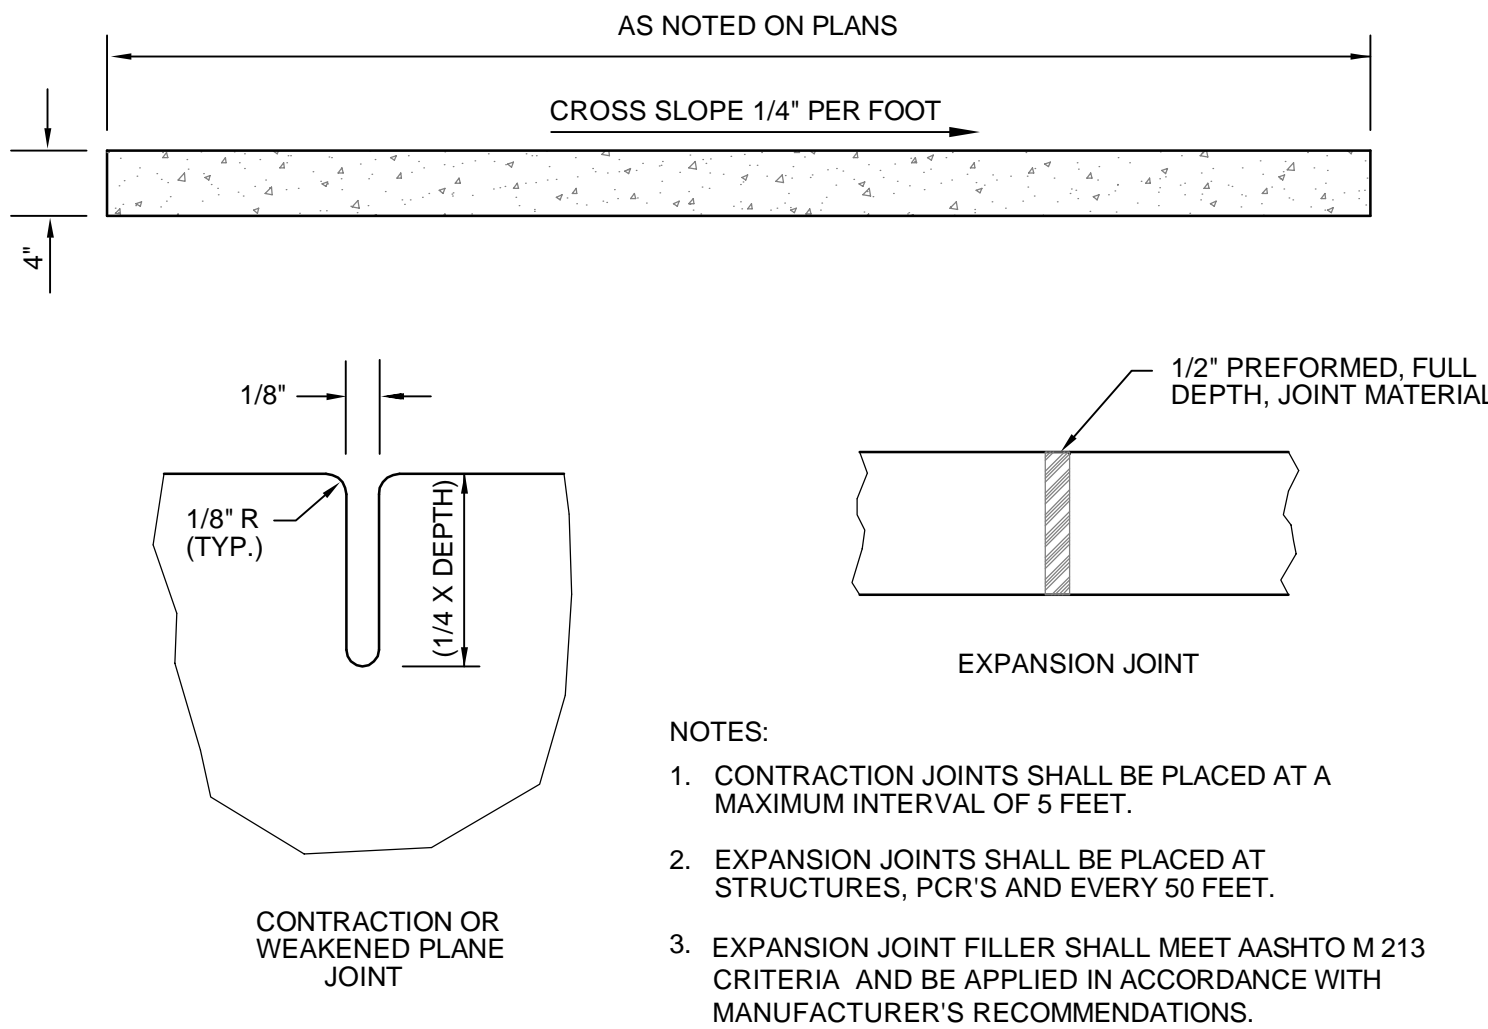 AS NOTED ON PLANS
CROSS SLOPE 1/4" PER FOOT
4"
1/8"
1/8" R
(TYP.)
(1/4 X DEPTH)
CONTRACTION OR
WEAKENED PLANE
JOINT
1/2" PREFORMED, FULL
DEPTH, JOINT MATERIAL
EXPANSION JOINT
NOTES:
1. CONTRACTION JOINTS SHALL BE PLACED AT A
MAXIMUM INTERVAL OF 5 FEET.
2. EXPANSION JOINTS SHALL BE PLACED AT
STRUCTURES, PCR'S AND EVERY 50 FEET.
3. EXPANSION JOINT FILLER SHALL MEET AASHTO M 213
CRITERIA AND BE APPLIED IN ACCORDANCE WITH
MANUFACTURER'S RECOMMENDATIONS.